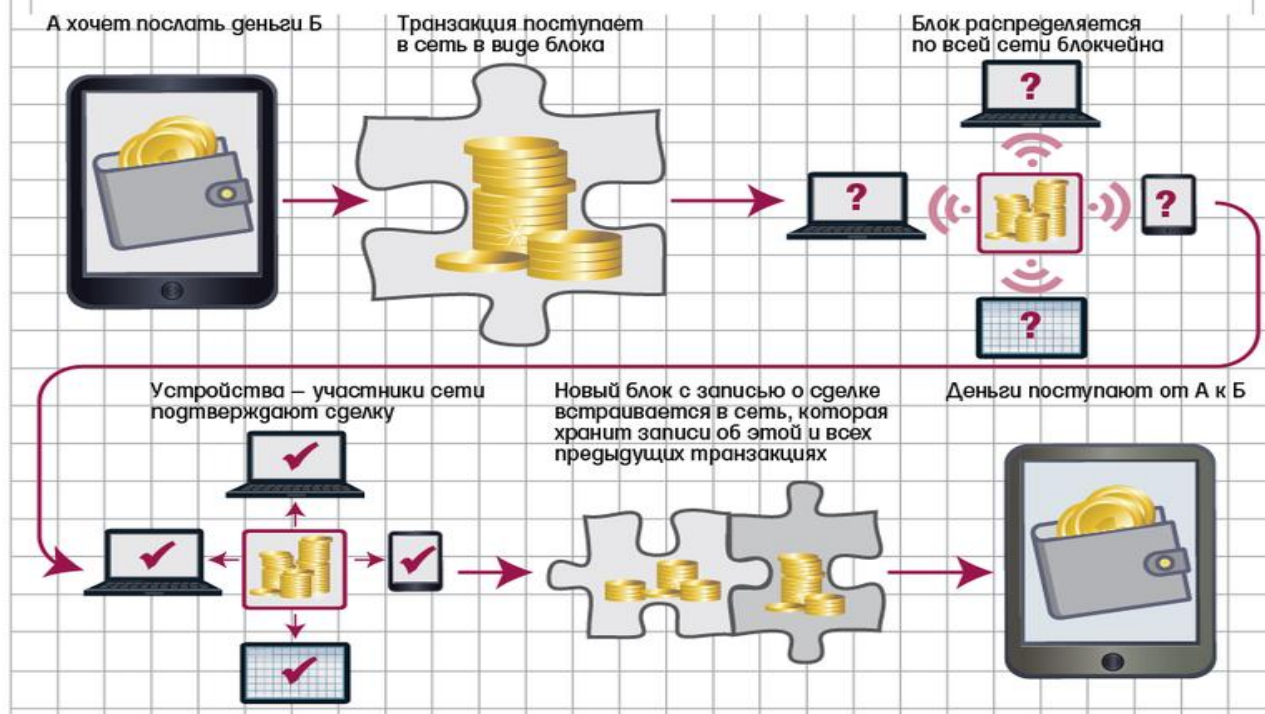 А хочет послать деньги Б
Транзакция поступает
в сеть в виде блока
Блок распределяется
по всей сети блокчейна
?
?
?
?
Устройства – участники сети
подтверждают сделку
Новый блок с записью о сделке
встраивается в сеть, которая
хранит записи об этой и всех
предыдущих транзакциях
Деньги поступают от А к Б